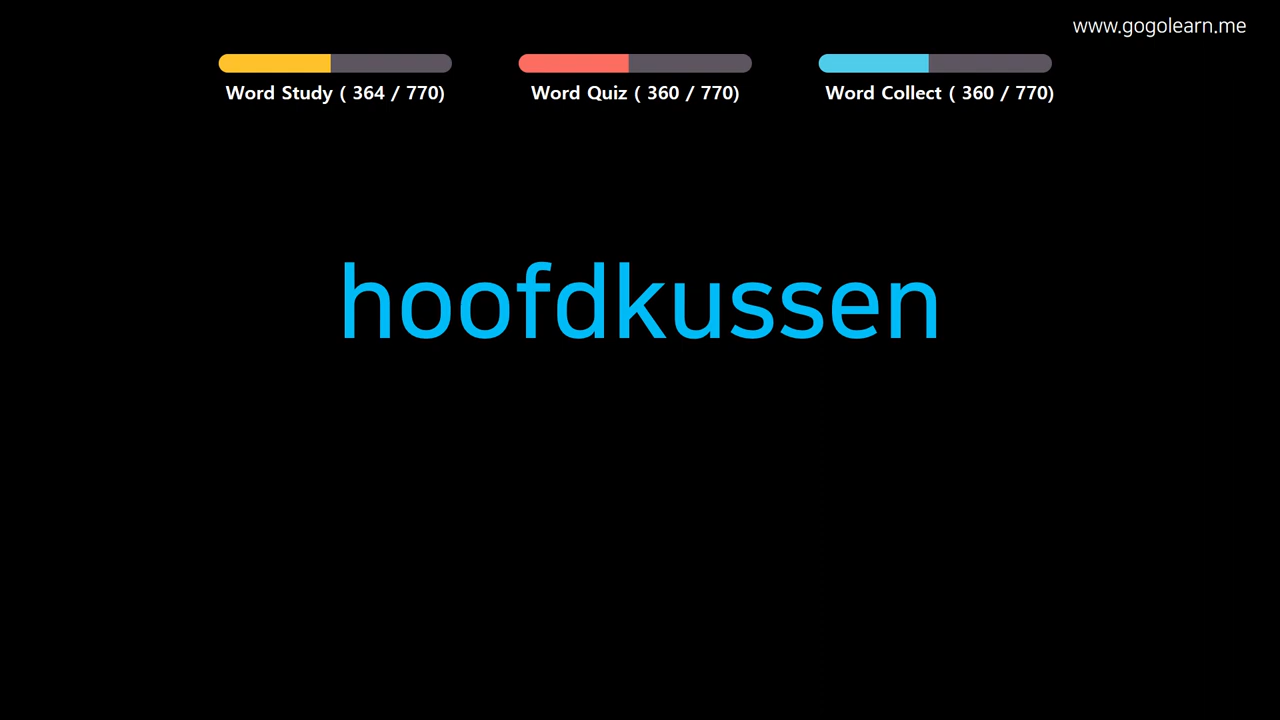 www.gogolearn.me
Word Study ( 364 / 770)
Word Quiz ( 360 / 770)
Word Collect ( 360 / 770)
hoofdkussen